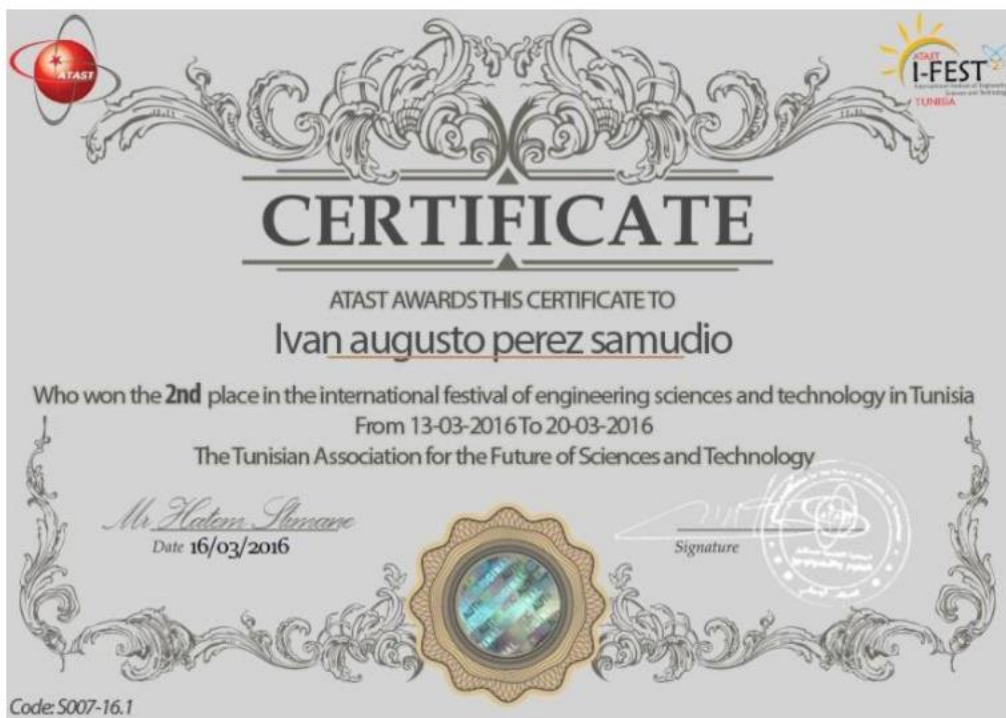 ATAST
ATAST
I-FEST
TUNISIA
CERTIFICATE
ATAST AWARDS THIS CERTIFICATE TO
Ivan augusto perez samudio
Who won the 2nd place in the international festival of engineering sciences and technology in Tunisia
From 13-03-2016 To 20-03-2016
The Tunisian Association for the Future of Sciences and Technology
Mr Hatem Slimane
Date 16/03/2016
Signature
Code: S007-16.1